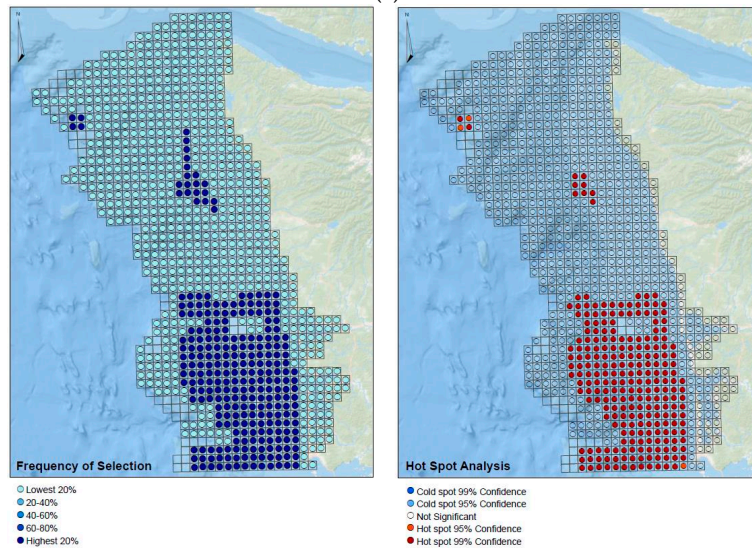 N
Frequency of Selection
Lowest 20%
20-40%
40-60%
60-80%
Highest 20%
N
Hot Spot Analysis
Cold spot 99% Confidence
Cold spot 95% Confidence
Not Significant
Hot spot 95% Confidence
Hot spot 99% Confidence